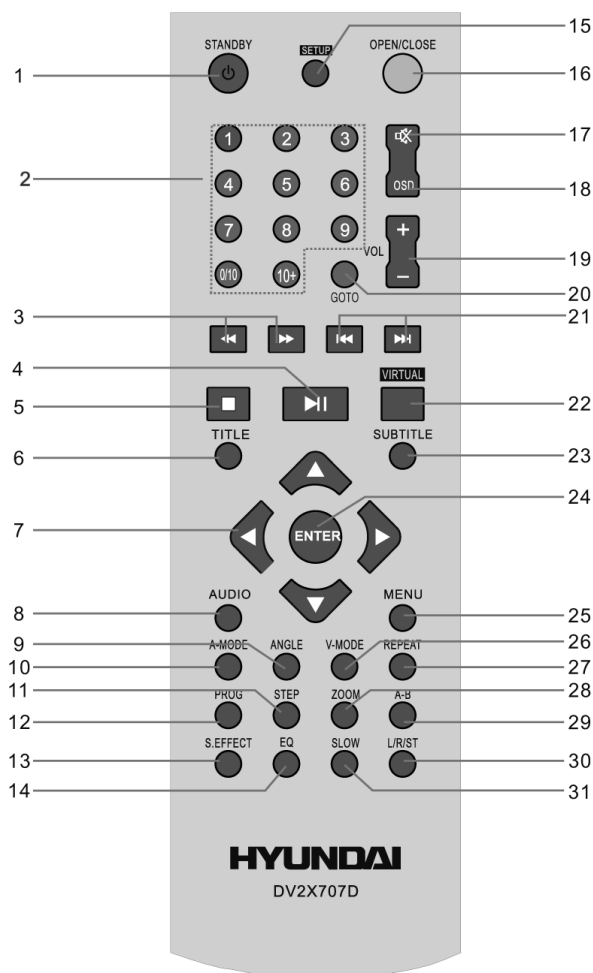 STANDBY SETUP OPEN/CLOSE 15
1 16
1 2 3 17
2 4 5 6 OSD 18
7 8 9 + 19
VOL
0/10 10+ − 20
GOTO
3 21
4 VIRTUAL
5 22
TITLE SUBTITLE
6 23
24
7 ENTER
AUDIO MENU
8 25
9 A-MODE ANGLE V-MODE REPEAT 26
10 27
11 PROG STEP ZOOM A-B 28
12 29
S.EFFECT EQ SLOW L/R/ST
13 30
14 31
HYUNDAI
DV2X707D